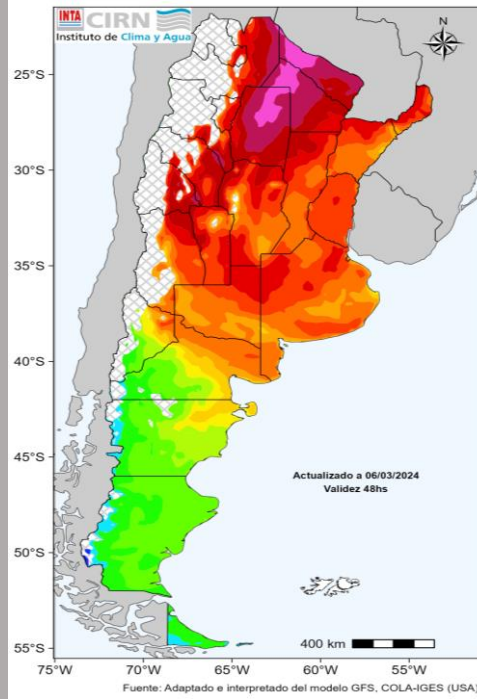 INTA CIRN
Instituto de Clima y Agua
N
25°S
30°S
35°S
40°S
45°S
50°S
55°S
Actualizado a 06/03/2024
Validez 48hs
400 km
75°W 70°W 65°W 60°W 55°W
Fuente: Adaptado e interpretado del modelo GFS, COLA-IGES (USA)